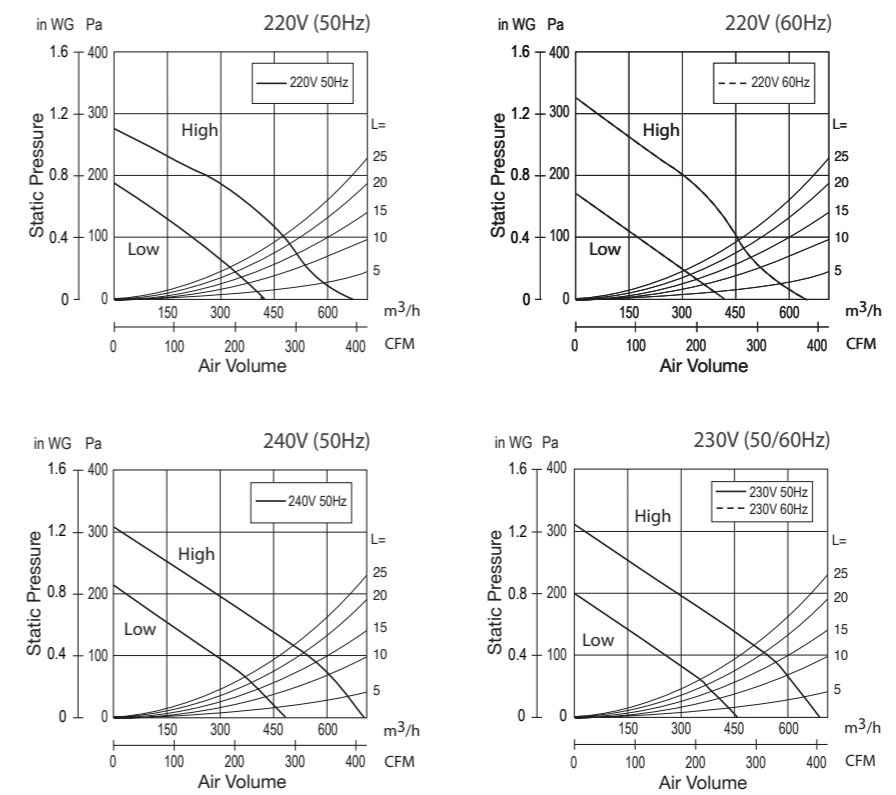 in WG Pa 220V (50Hz)
1.6 400
220V 50Hz
1.2 300
High
L=
25
0.8 200
20
15
Low
0.4 100
10
5
0 0
150 300 450 600 m3/h
0 100 200 300 400 CFM
Static Pressure
Air Volume
in WG Pa 220V (60Hz)
1.6 400
220V 60Hz
1.2 300
High
L=
25
0.8 200
20
15
Low
0.4 100
10
5
0 0
150 300 450 600 m3/h
0 100 200 300 400 CFM
Static Pressure
Air Volume
in WG Pa 240V (50Hz)
1.6 400
240V 50Hz
1.2 300
High
L=
25
0.8 200
20
Low
15
0.4 100
10
5
0 0
150 300 450 600 m3/h
0 100 200 300 400 CFM
Static Pressure
Air Volume
in WG Pa 230V (50/60Hz)
1.6 400
230V 50Hz
230V 60Hz
1.2 300
High
L=
25
0.8 200
20
Low
15
0.4 100
10
5
0 0
150 300 450 600 m3/h
0 100 200 300 400 CFM
Static Pressure
Air Volume